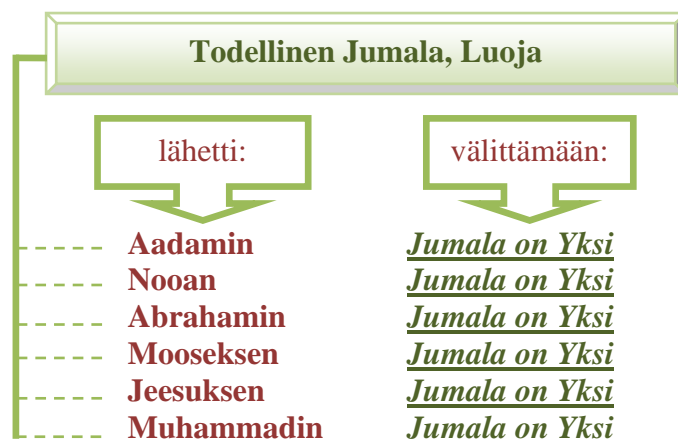 Todellinen Jumala, Luoja
lähetti: välittämään:
Aadamin Jumala on Yksi
Nooan Jumala on Yksi
Abrahamin Jumala on Yksi
Mooseksen Jumala on Yksi
Jeesuksen Jumala on Yksi
Muhammadin Jumala on Yksi